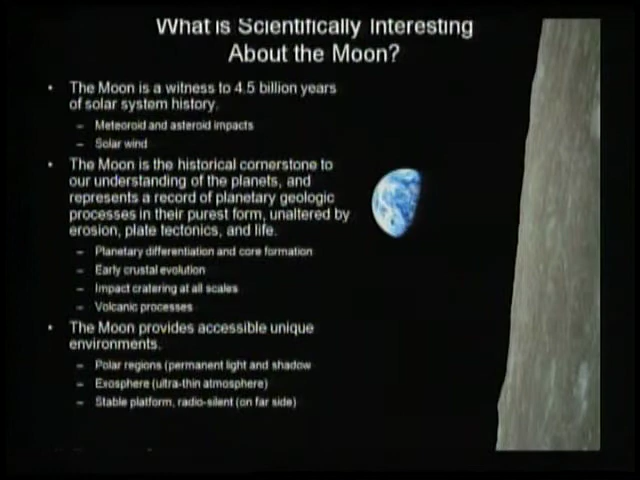 What is Scientifically Interesting
About the Moon?
• The Moon is a witness to 4.5 billion years
of solar system history.
– Meteoroid and asteroid impacts
– Solar wind
• The Moon is the historical cornerstone to
our understanding of the planets, and
represents a record of planetary geologic
processes in their purest form, unaltered by
erosion, plate tectonics, and life.
– Planetary differentiation and core formation
– Early crustal evolution
– Impact cratering at all scales
– Volcanic processes
• The Moon provides accessible unique
environments.
– Polar regions (permanent light and shadow
– Exosphere (ultra-thin atmosphere)
– Stable platform, radio-silent (on far side)